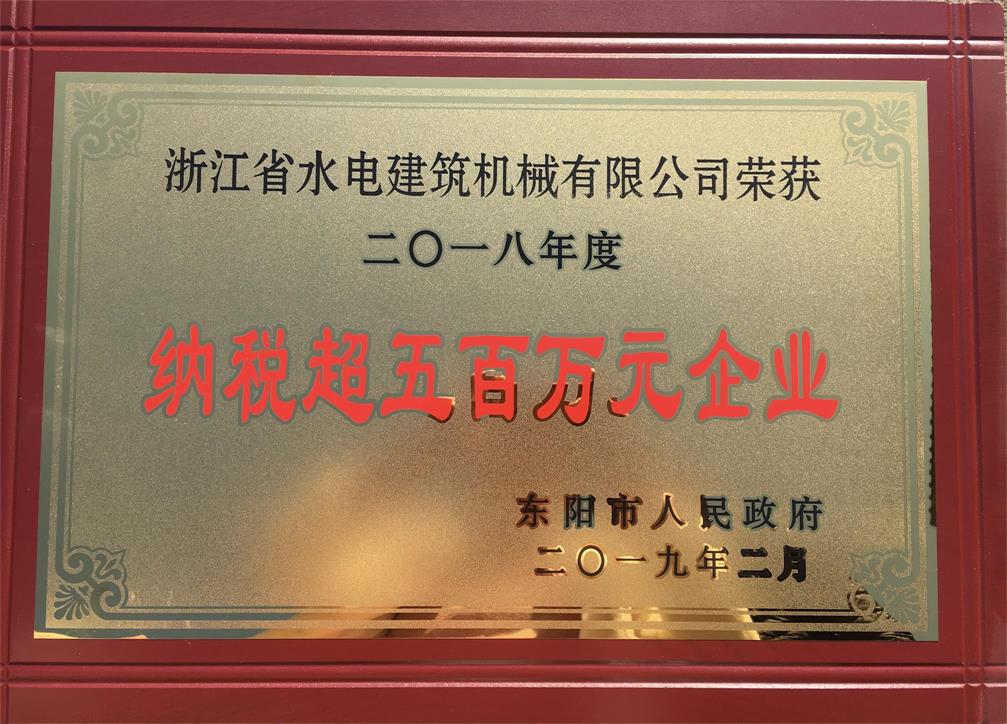 浙江省水电建筑机械有限公司荣获
二〇一八年度
纳税超五百万元企业
东阳市人民政府
二〇一九年二月